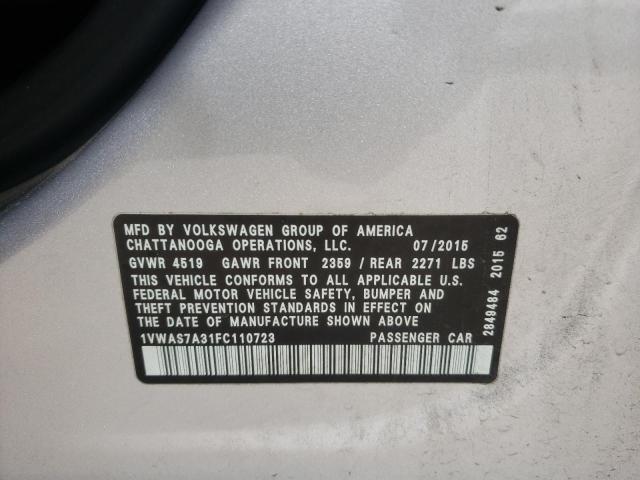 MFD BY VOLKSWAGEN GROUP OF AMERICA
CHATTANOOGA OPERATIONS, LLC. 07/2015
GVWR 4519 GAWR FRONT 2359 / REAR 2271 LBS
THIS VEHICLE CONFORMS TO ALL APPLICABLE U.S.
FEDERAL MOTOR VEHICLE SAFETY, BUMPER AND
THEFT PREVENTION STANDARDS IN EFFECT ON
THE DATE OF MANUFACTURE SHOWN ABOVE
1VWAS7A31FC110723 PASSENGER CAR
2849484 2015 62